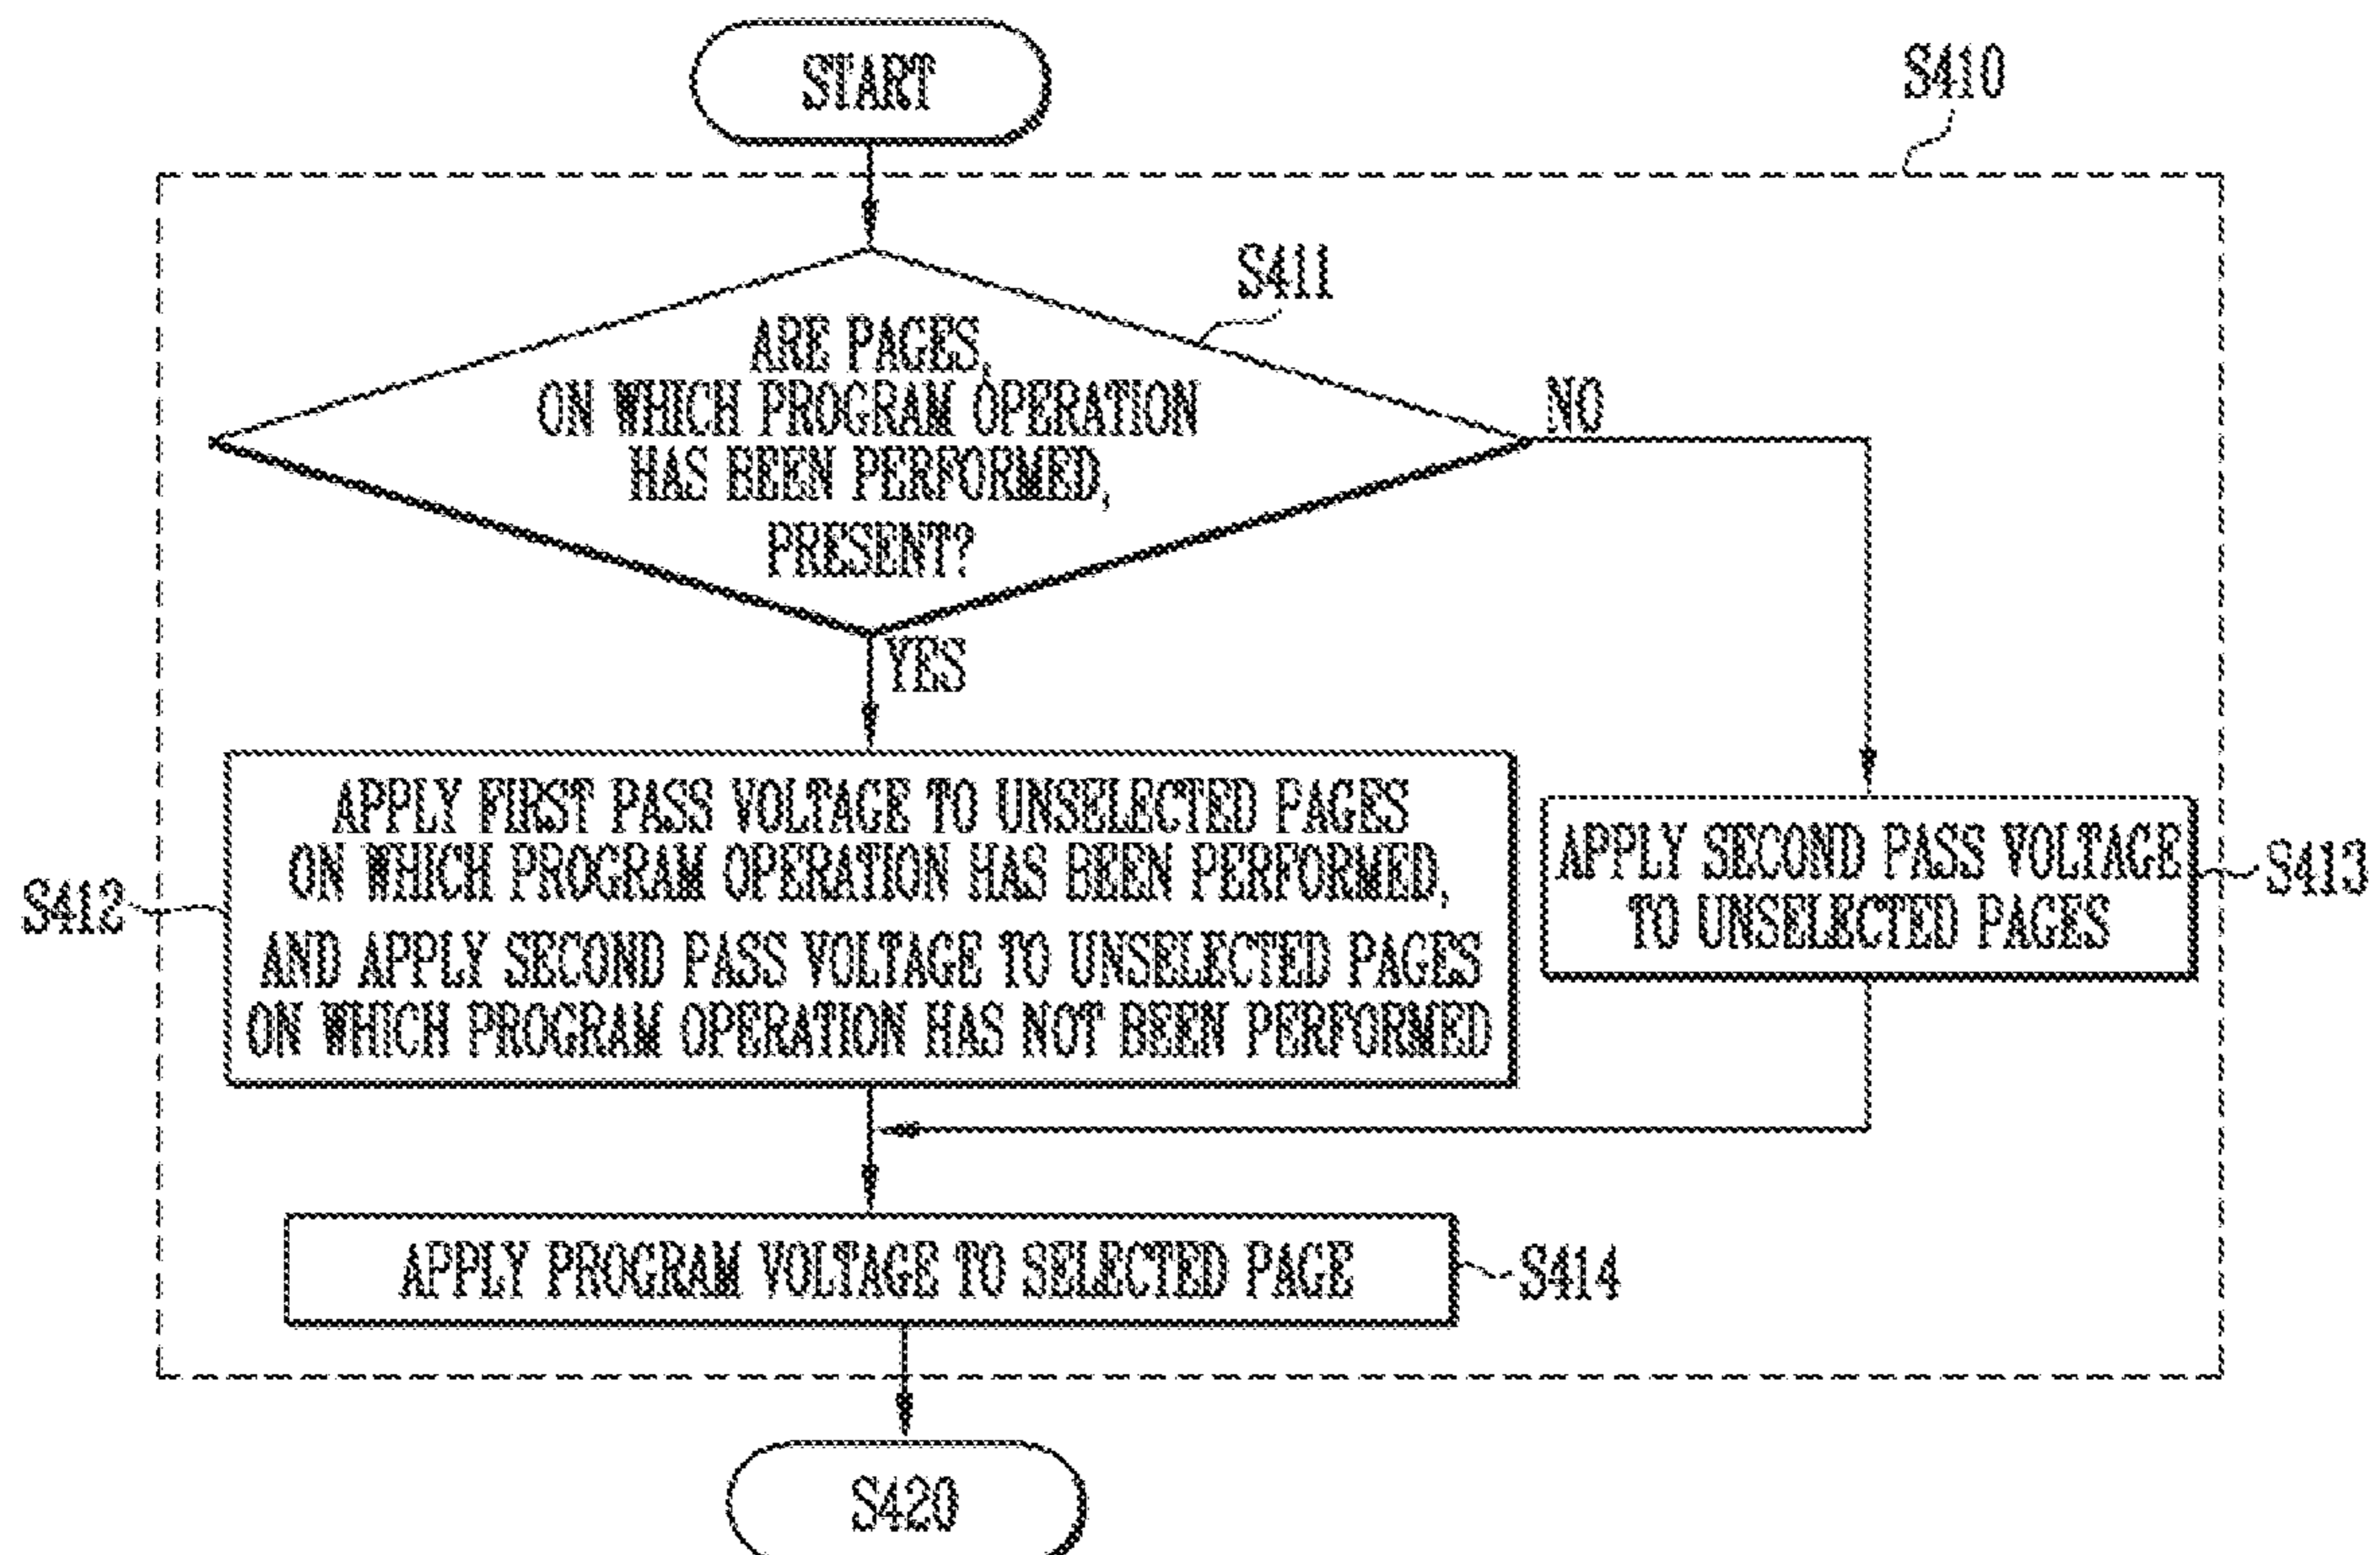 START
S410
S411
ARE PAGES,
ON WHICH PROGRAM OPERATION
HAS BEEN PERFORMED,
PRESENT?
NO
YES
APPLY FIRST PASS VOLTAGE TO UNSELECTED PAGES
ON WHICH PROGRAM OPERATION HAS BEEN PERFORMED,
AND APPLY SECOND PASS VOLTAGE TO UNSELECTED PAGES
ON WHICH PROGRAM OPERATION HAS NOT BEEN PERFORMED
S412
APPLY SECOND PASS VOLTAGE
TO UNSELECTED PAGES
S413
APPLY PROGRAM VOLTAGE TO SELECTED PAGE
S414
S420